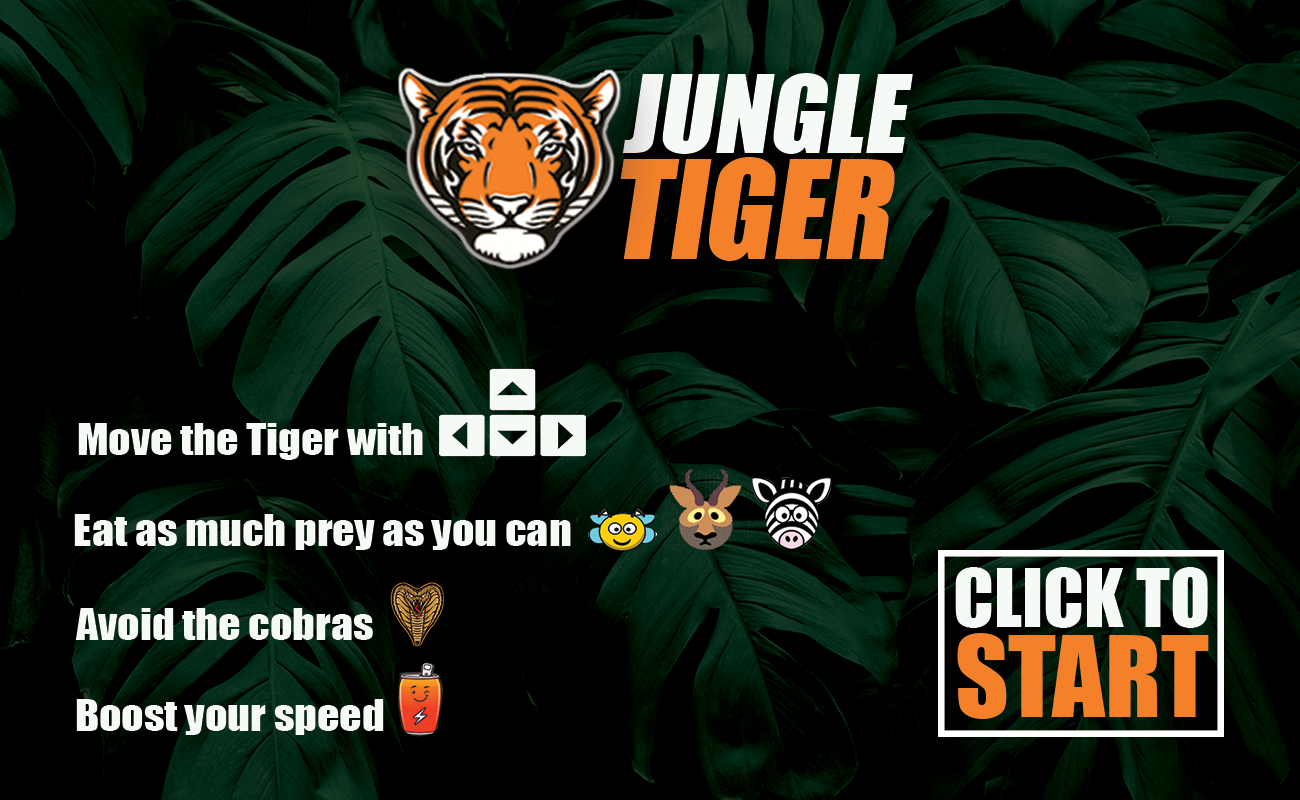 JUNGLE
TIGER
Move the Tiger with
Eat as much prey as you can
Avoid the cobras
Boost your speed
CLICK TO
START